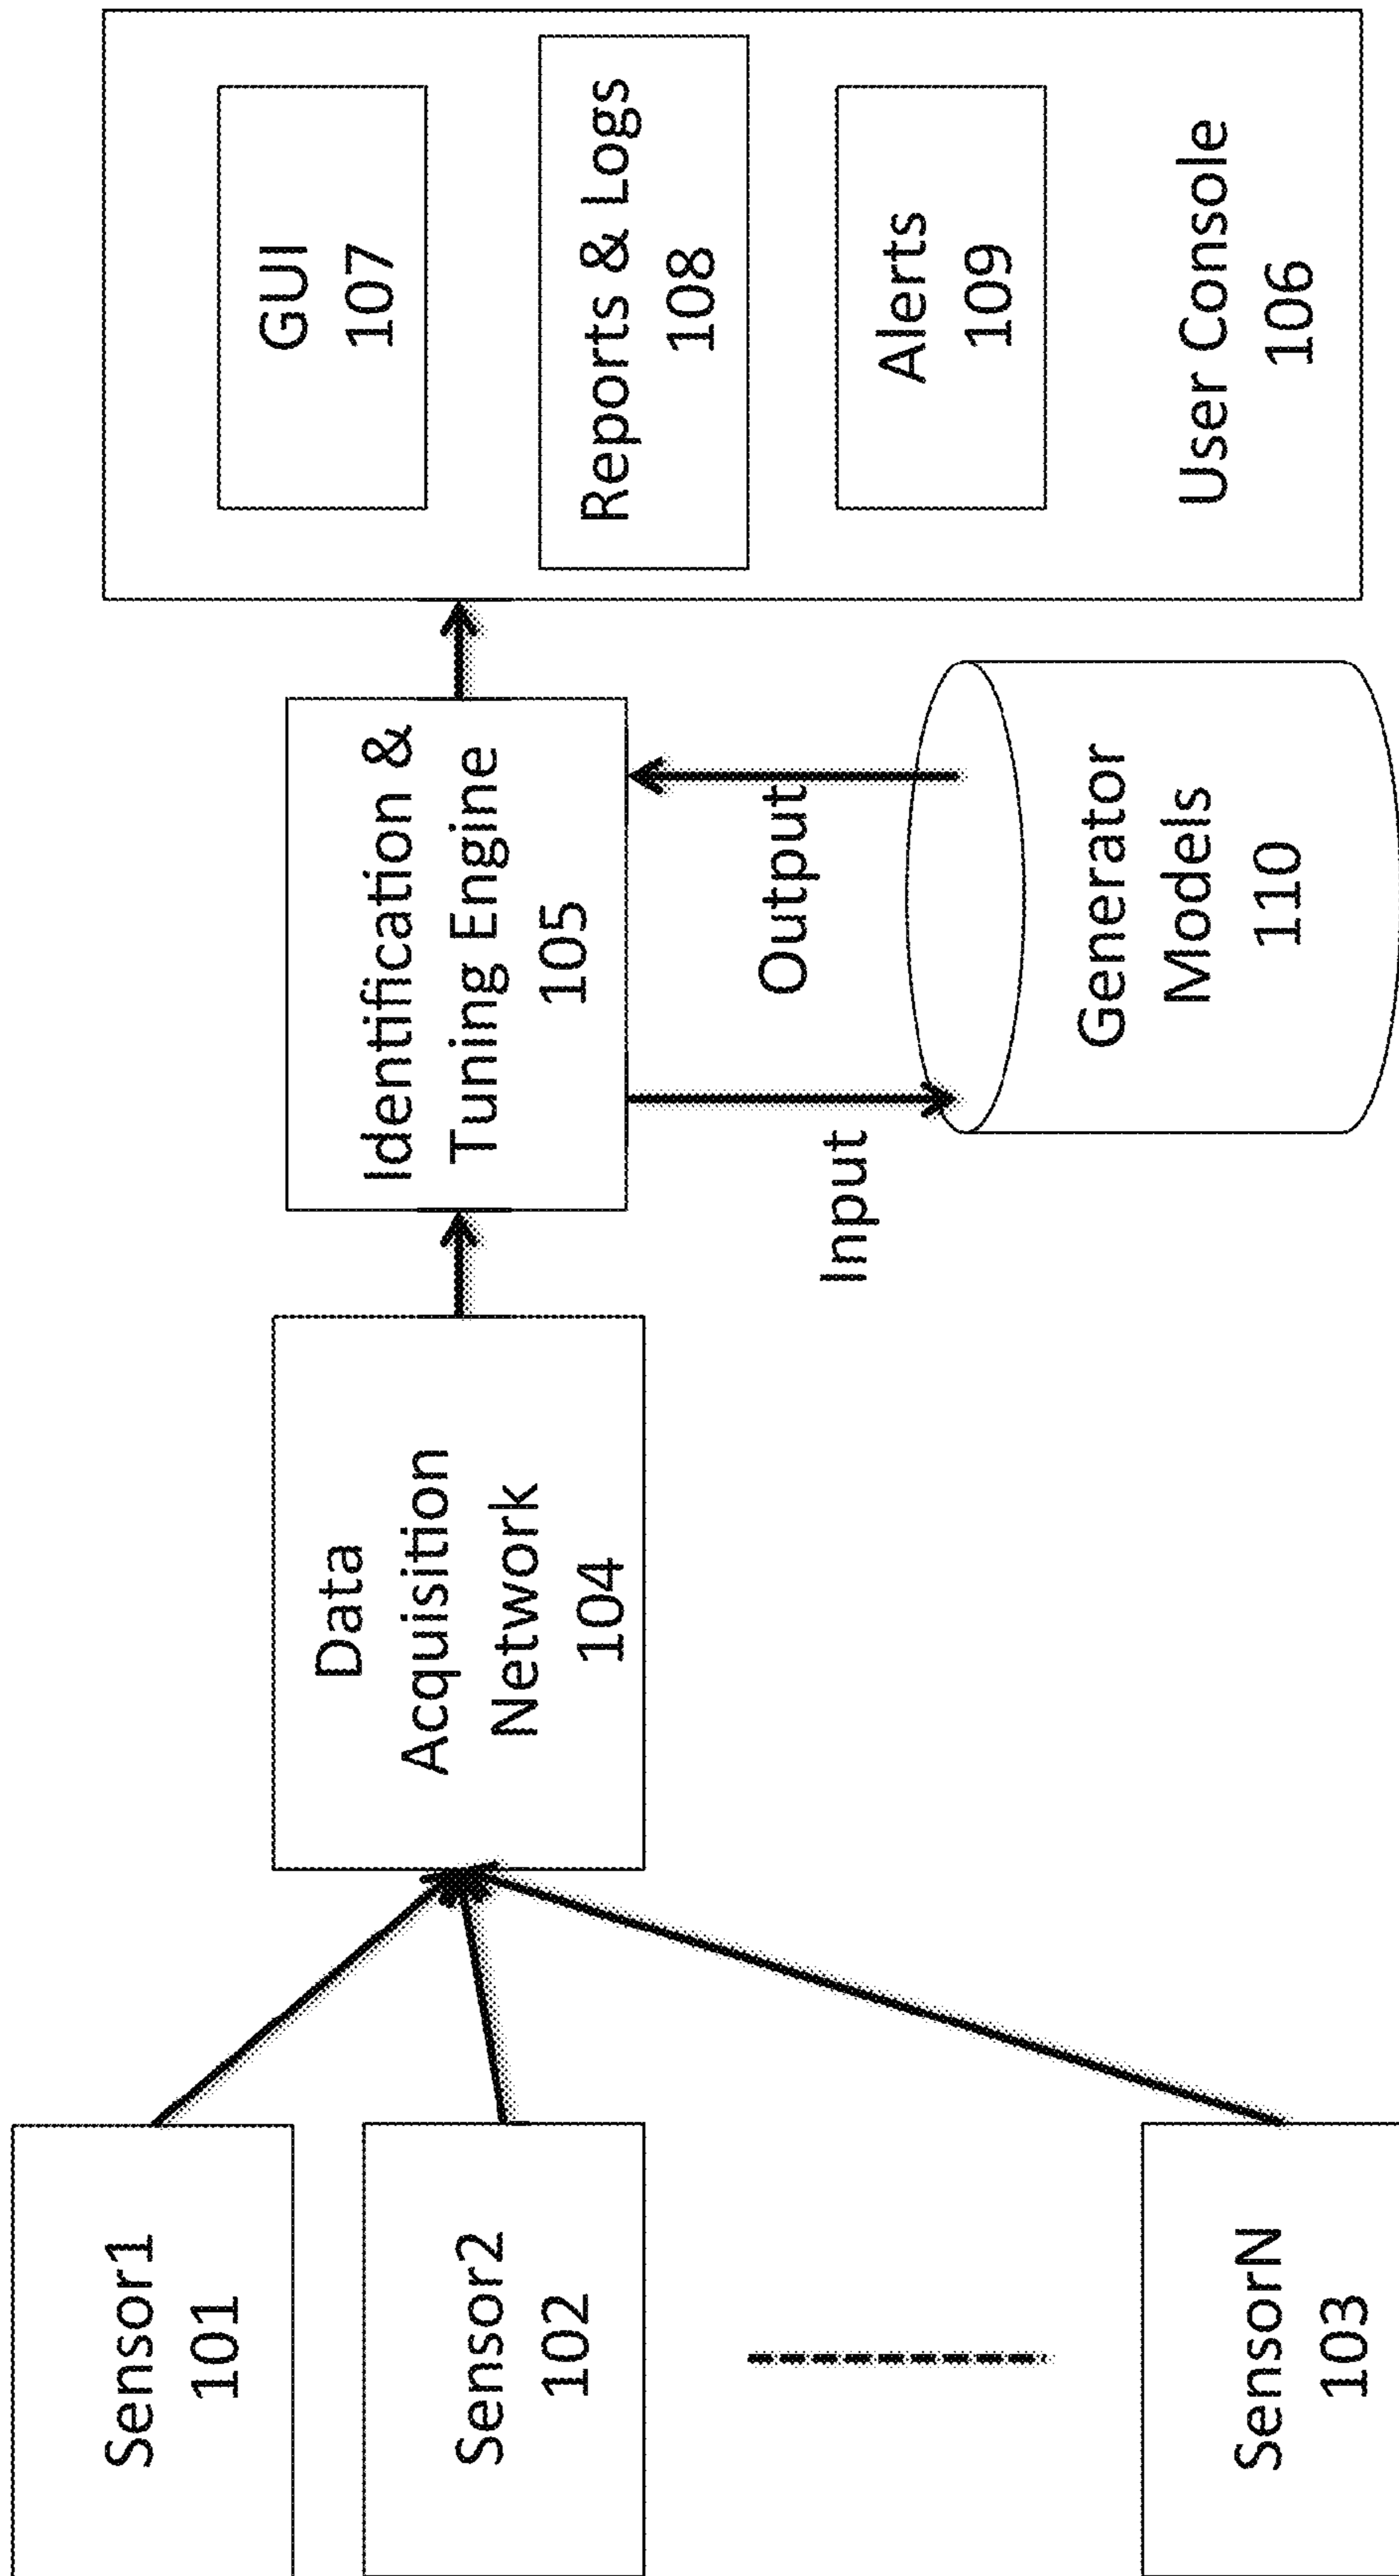 Sensor1
101
Sensor2
102
SensorN
103
Data
Acquisition
Network
104
Identification &
Tuning Engine
105
Input
Output
Generator
Models
110
GUI
107
Reports & Logs
108
Alerts
109
User Console
106